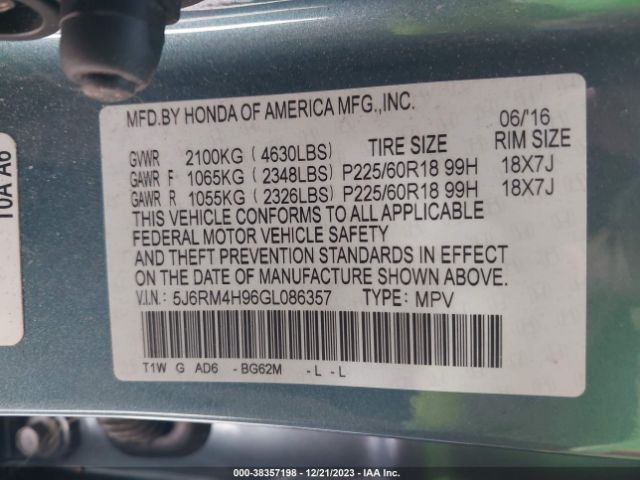 MFD.BY HONDA OF AMERICA MFG.,INC.
06/'16
GVWR 2100KG ( 4630LBS) TIRE SIZE RIM SIZE
GAWR F 1065KG ( 2348LBS) P225/60R18 99H 18X7J
GAWR R 1055KG ( 2326LBS) P225/60R18 99H 18X7J
THIS VEHICLE CONFORMS TO ALL APPLICABLE
FEDERAL MOTOR VEHICLE SAFETY
AND THEFT PREVENTION STANDARDS IN EFFECT
ON THE DATE OF MANUFACTURE SHOWN ABOVE.
V.I.N.: 5J6RM4H96GL086357 TYPE: MPV
T1W G AD6 - BG62M - L - L
10A A6
000-38357198 - 12/21/2023 - IAA Inc.